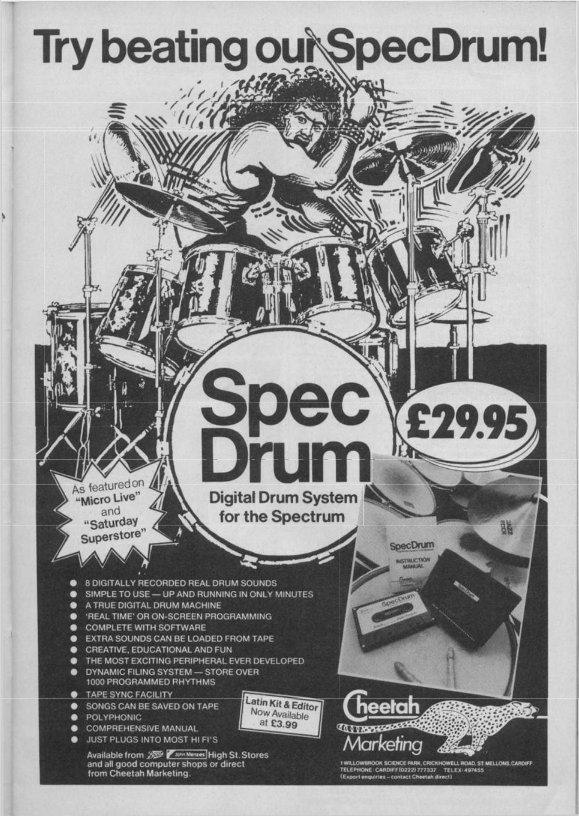 Try beating our SpecDrum!
Spec
Drum
Digital Drum System
for the Spectrum
£29.95
As featured on
"Micro Live"
and
"Saturday
Superstore"
SpecDrum
INSTRUCTION
MANUAL
SpecDrum
● 8 DIGITALLY RECORDED REAL DRUM SOUNDS
● SIMPLE TO USE — UP AND RUNNING IN ONLY MINUTES
● A TRUE DIGITAL DRUM MACHINE
● 'REAL TIME' OR ON-SCREEN PROGRAMMING
● COMPLETE WITH SOFTWARE
● EXTRA SOUNDS CAN BE LOADED FROM TAPE
● CREATIVE, EDUCATIONAL AND FUN
● THE MOST EXCITING PERIPHERAL EVER DEVELOPED
● DYNAMIC FILING SYSTEM — STORE OVER
1000 PROGRAMMED RHYTHMS
● TAPE SYNC FACILITY
● SONGS CAN BE SAVED ON TAPE
● POLYPHONIC
● COMPREHENSIVE MANUAL
● JUST PLUGS INTO MOST HI FI'S
Latin Kit & Editor
Now Available
at £3.99
Available from Boots John Menzies High St. Stores
and all good computer shops or direct
from Cheetah Marketing.
Cheetah
Marketing
1 WILLOWBROOK SCIENCE PARK, CRICKHOWELL ROAD, ST. MELLONS, CARDIFF
TELEPHONE: CARDIFF (0222) 777337 TELEX: 497455
(Export enquiries – contact Cheetah direct)